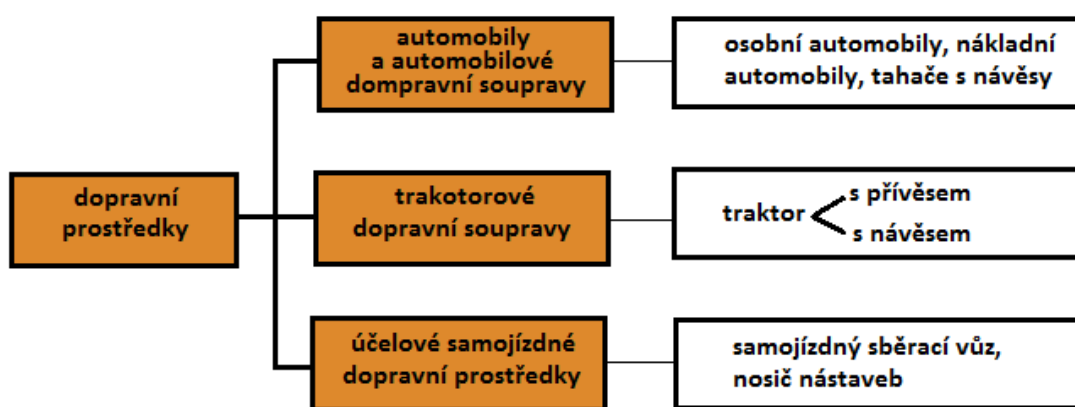 automobily
a automobilové
dompravní soupravy
osobní automobily, nákladní
automobily, tahače s návěsy
dopravní
prostředky
trakotorové
dopravní soupravy
traktor
s přívěsem
s návěsem
účelové samojízdné
dopravní prostředky
samojízdný sběrací vůz,
nosič nástaveb